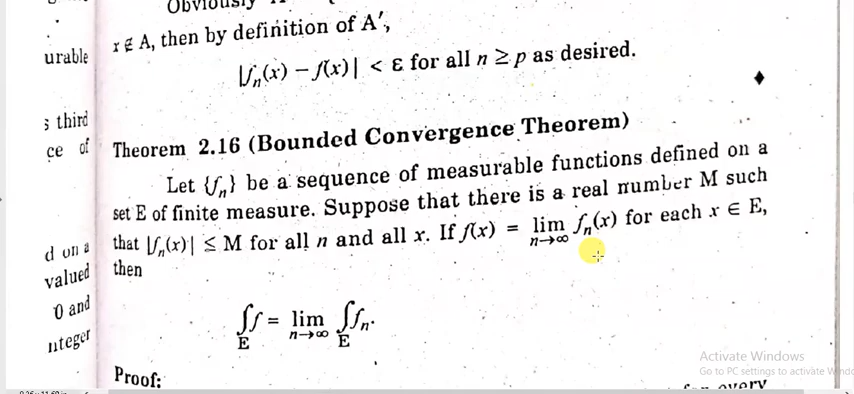 Obviously
x ∉ A, then by definition of A′,
|fn(x) – f(x)| < ε for all n ≥ p as desired.
urable
s third
ce of
d on a
valued
0 and
nteger
Theorem 2.16 (Bounded Convergence Theorem)
Let {fn} be a sequence of measurable functions defined on a
set E of finite measure. Suppose that there is a real number M such
that |fn(x)| ≤ M for all n and all x. If f(x) = lim n→∞ fn(x) for each x ∈ E,
then
∫E f = lim n→∞ ∫E fn.
Proof:
Activate Windows
Go to PC settings to activate